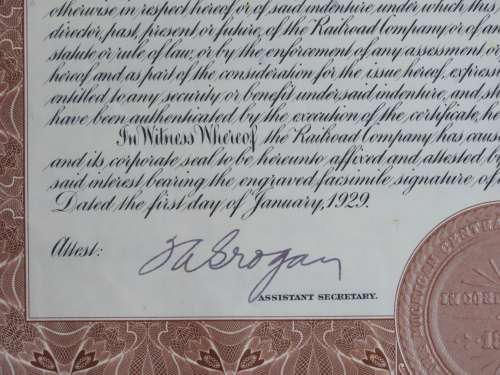 otherwise, in respect hereof or of said indenture, under which this
director, past, present or future, of the Railroad Company or of an
statute or rule of law, or by the enforcement of any assessment or
hereof and as part of the consideration for the issue hereof, express
entitled to any security or benefit under said indenture, and sh
have been authenticated by the execution of the certificate, he
In Witness Whereof, the Railroad Company has caus
and its corporate seal to be hereunto affixed and attested b
said interest, bearing the engraved facsimile signature, of
Dated the first day of January, 1929.
Attest:
ASSISTANT SECRETARY.
CENTRAL
INCOR